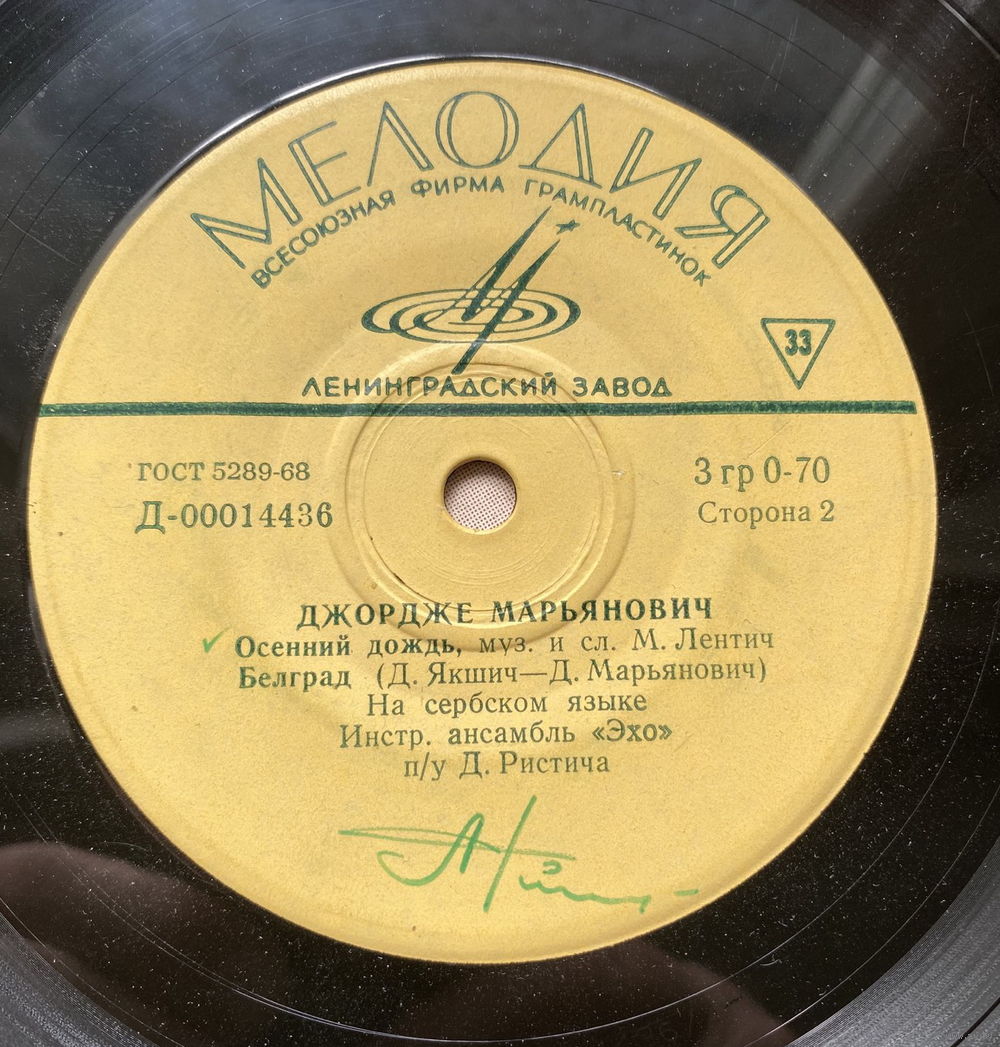 МЕЛОДИЯ
ВСЕСОЮЗНАЯ ФИРМА ГРАМПЛАСТИНОК
33
ЛЕНИНГРАДСКИЙ ЗАВОД
ГОСТ 5289-68
3 гр 0-70
Д-00014436
Сторона 2
ДЖОРДЖЕ МАРЬЯНОВИЧ
Осенний дождь, муз. и сл. М. Лентич
Белград (Д. Якшич—Д. Марьянович)
На сербском языке
Инстр. ансамбль «Эхо»
п/у Д. Ристича